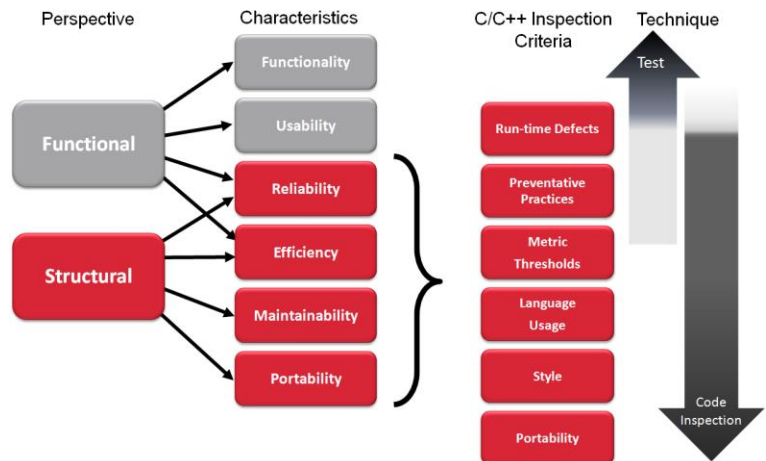 Perspective
Characteristics
C/C++ Inspection
Criteria
Technique
Functional
Structural
Functionality
Usability
Reliability
Efficiency
Maintainability
Portability
Run-time Defects
Preventative
Practices
Metric
Thresholds
Language
Usage
Style
Portability
Test
Code
Inspection